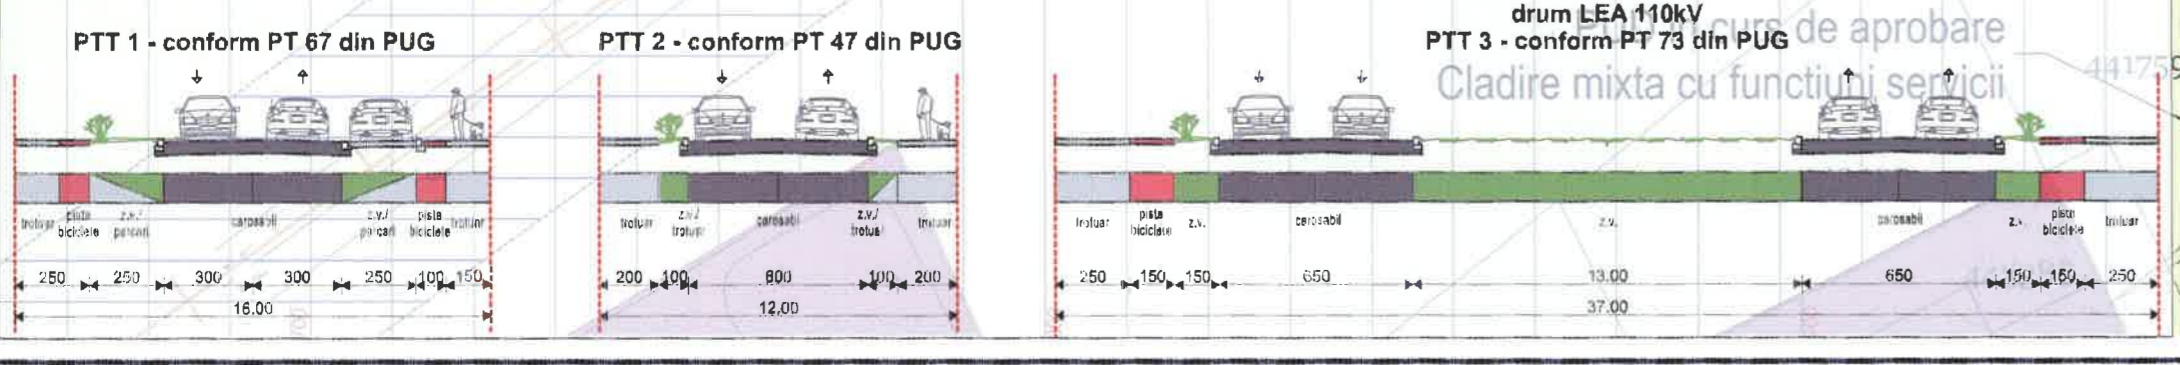 PTT 1 - conform PT 67 din PUG
trotuar
pista
biciclete
z.v./
parcari
carosabil
z.v./
parcari
pista
biciclete
trotuar
250
250
300
300
250
100
150
16.00
PTT 2 - conform PT 47 din PUG
trotuar
z.v./
trotuar
carosabil
z.v./
trotuar
trotuar
200
100
600
100
200
12,00
drum LEA 110kV
PTT 3 - conform PT 73 din PUG
PUD in curs de aprobare
Cladire mixta cu functiuni servicii
trotuar
pista
biciclete
z.v.
carosabil
z.v.
carosabil
z.v.
pista
biciclete
trotuar
250
150
150
650
13.00
650
150
150
250
37.00